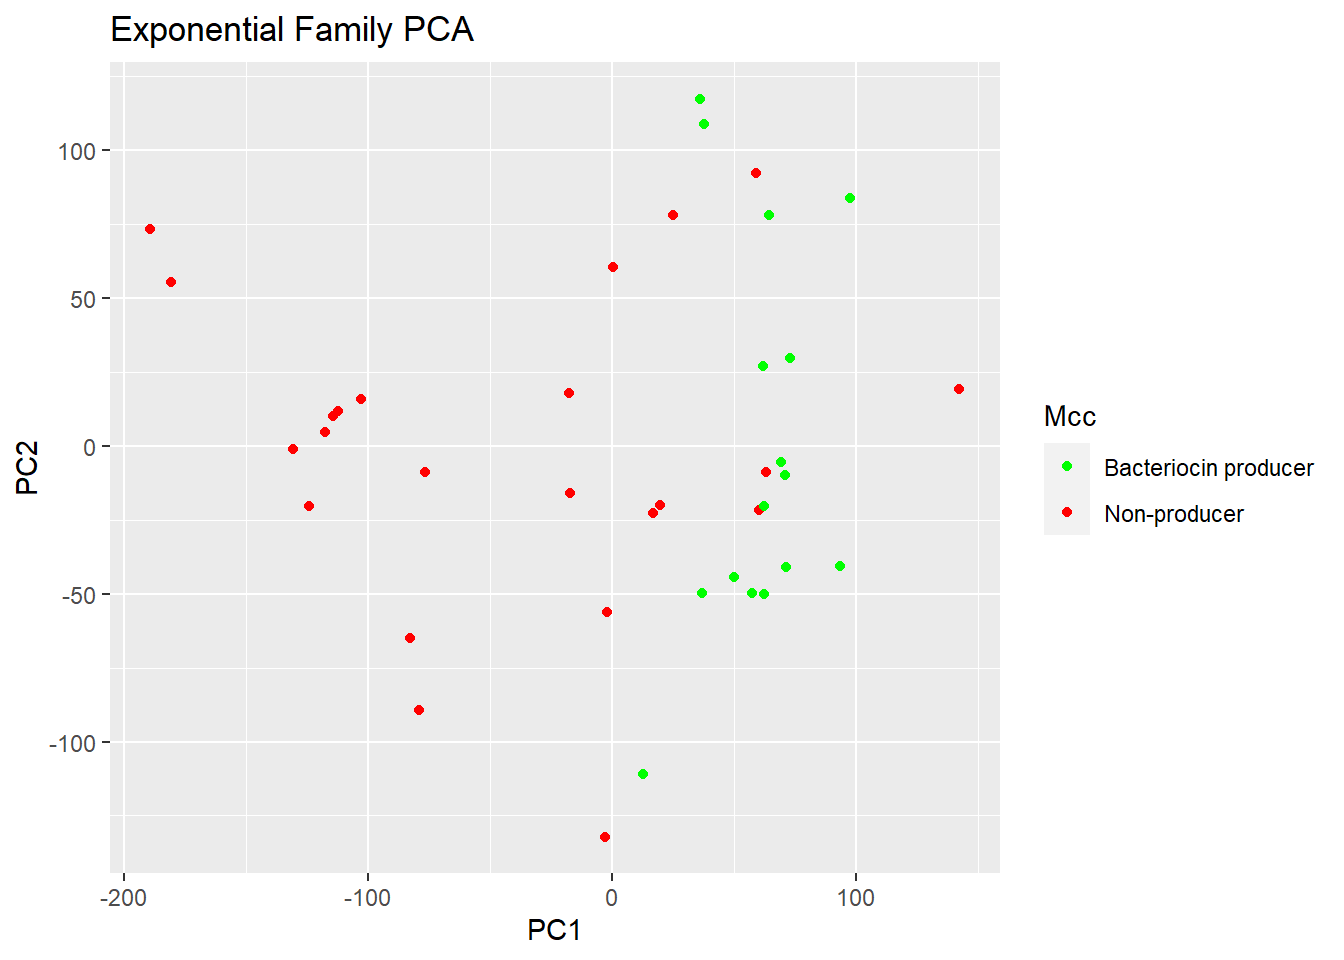 Exponential Family PCA
100
50
0
-50
-100
PC2
-200
-100
0
100
PC1
Mcc
Bacteriocin producer
Non-producer